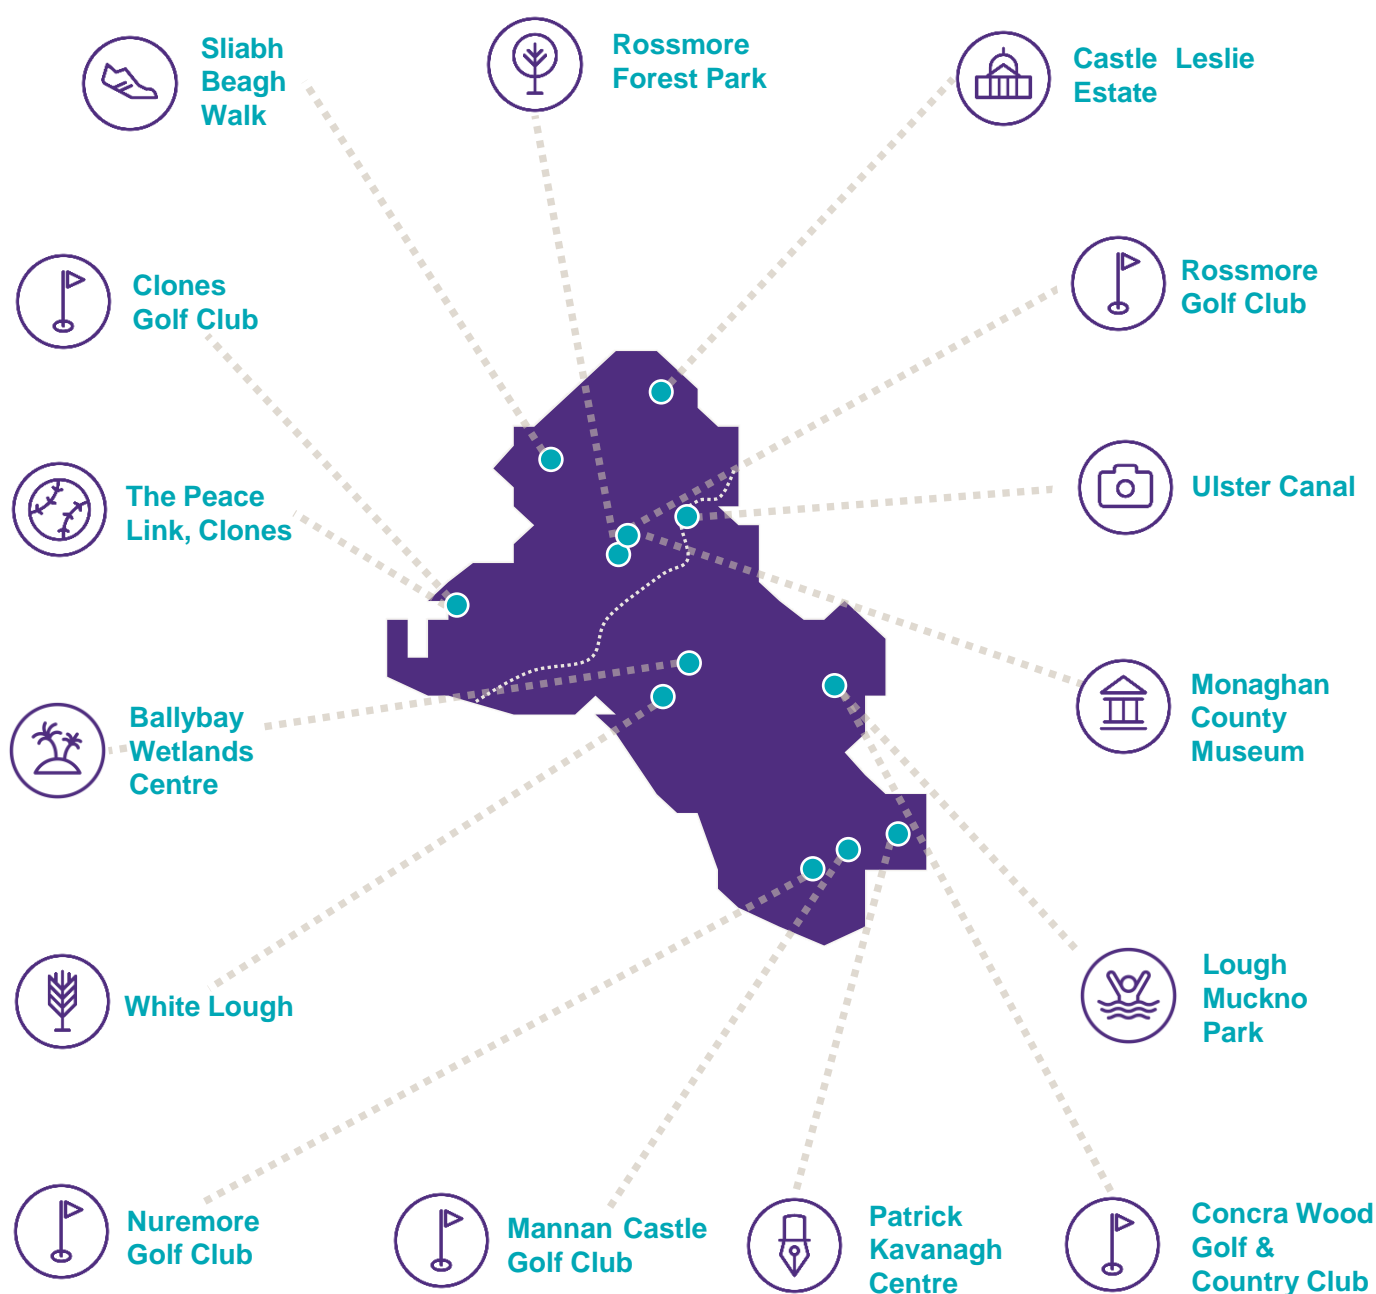 Sliabh
Beagh
Walk
Rossmore
Forest Park
Castle Leslie
Estate
Clones
Golf Club
Rossmore
Golf Club
The Peace
Link, Clones
Ulster Canal
Ballybay
Wetlands
Centre
Monaghan
County
Museum
White Lough
Lough
Muckno
Park
Nuremore
Golf Club
Mannan Castle
Golf Club
Patrick
Kavanagh
Centre
Concra Wood
Golf &
Country Club